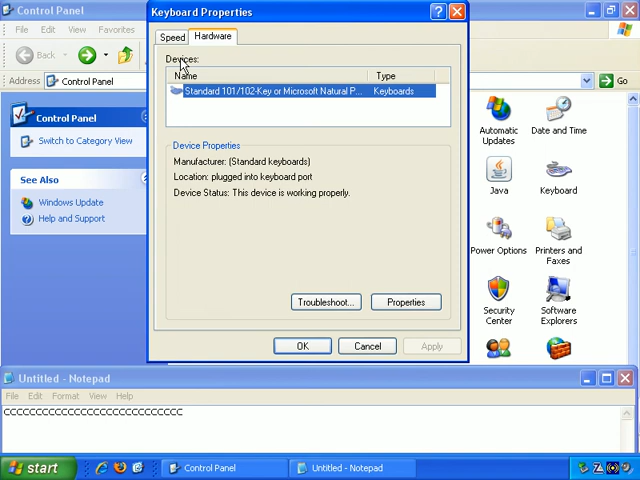 Control Panel
File Edit View Favorites
Back
Address Control Panel Go
Control Panel
Switch to Category View
See Also
Windows Update
Help and Support
Keyboard Properties
Speed Hardware
Devices:
Name Type
Standard 101/102-Key or Microsoft Natural P... Keyboards
Device Properties
Manufacturer: (Standard keyboards)
Location: plugged into keyboard port
Device Status: This device is working properly.
Troubleshoot... Properties
OK Cancel Apply
Automatic Updates
Date and Time
Java
Keyboard
Power Options
Printers and Faxes
Security Center
Software Explorers
Untitled - Notepad
File Edit Format View Help
CCCCCCCCCCCCCCCCCCCCCCCCCCCC
start Control Panel Untitled - Notepad